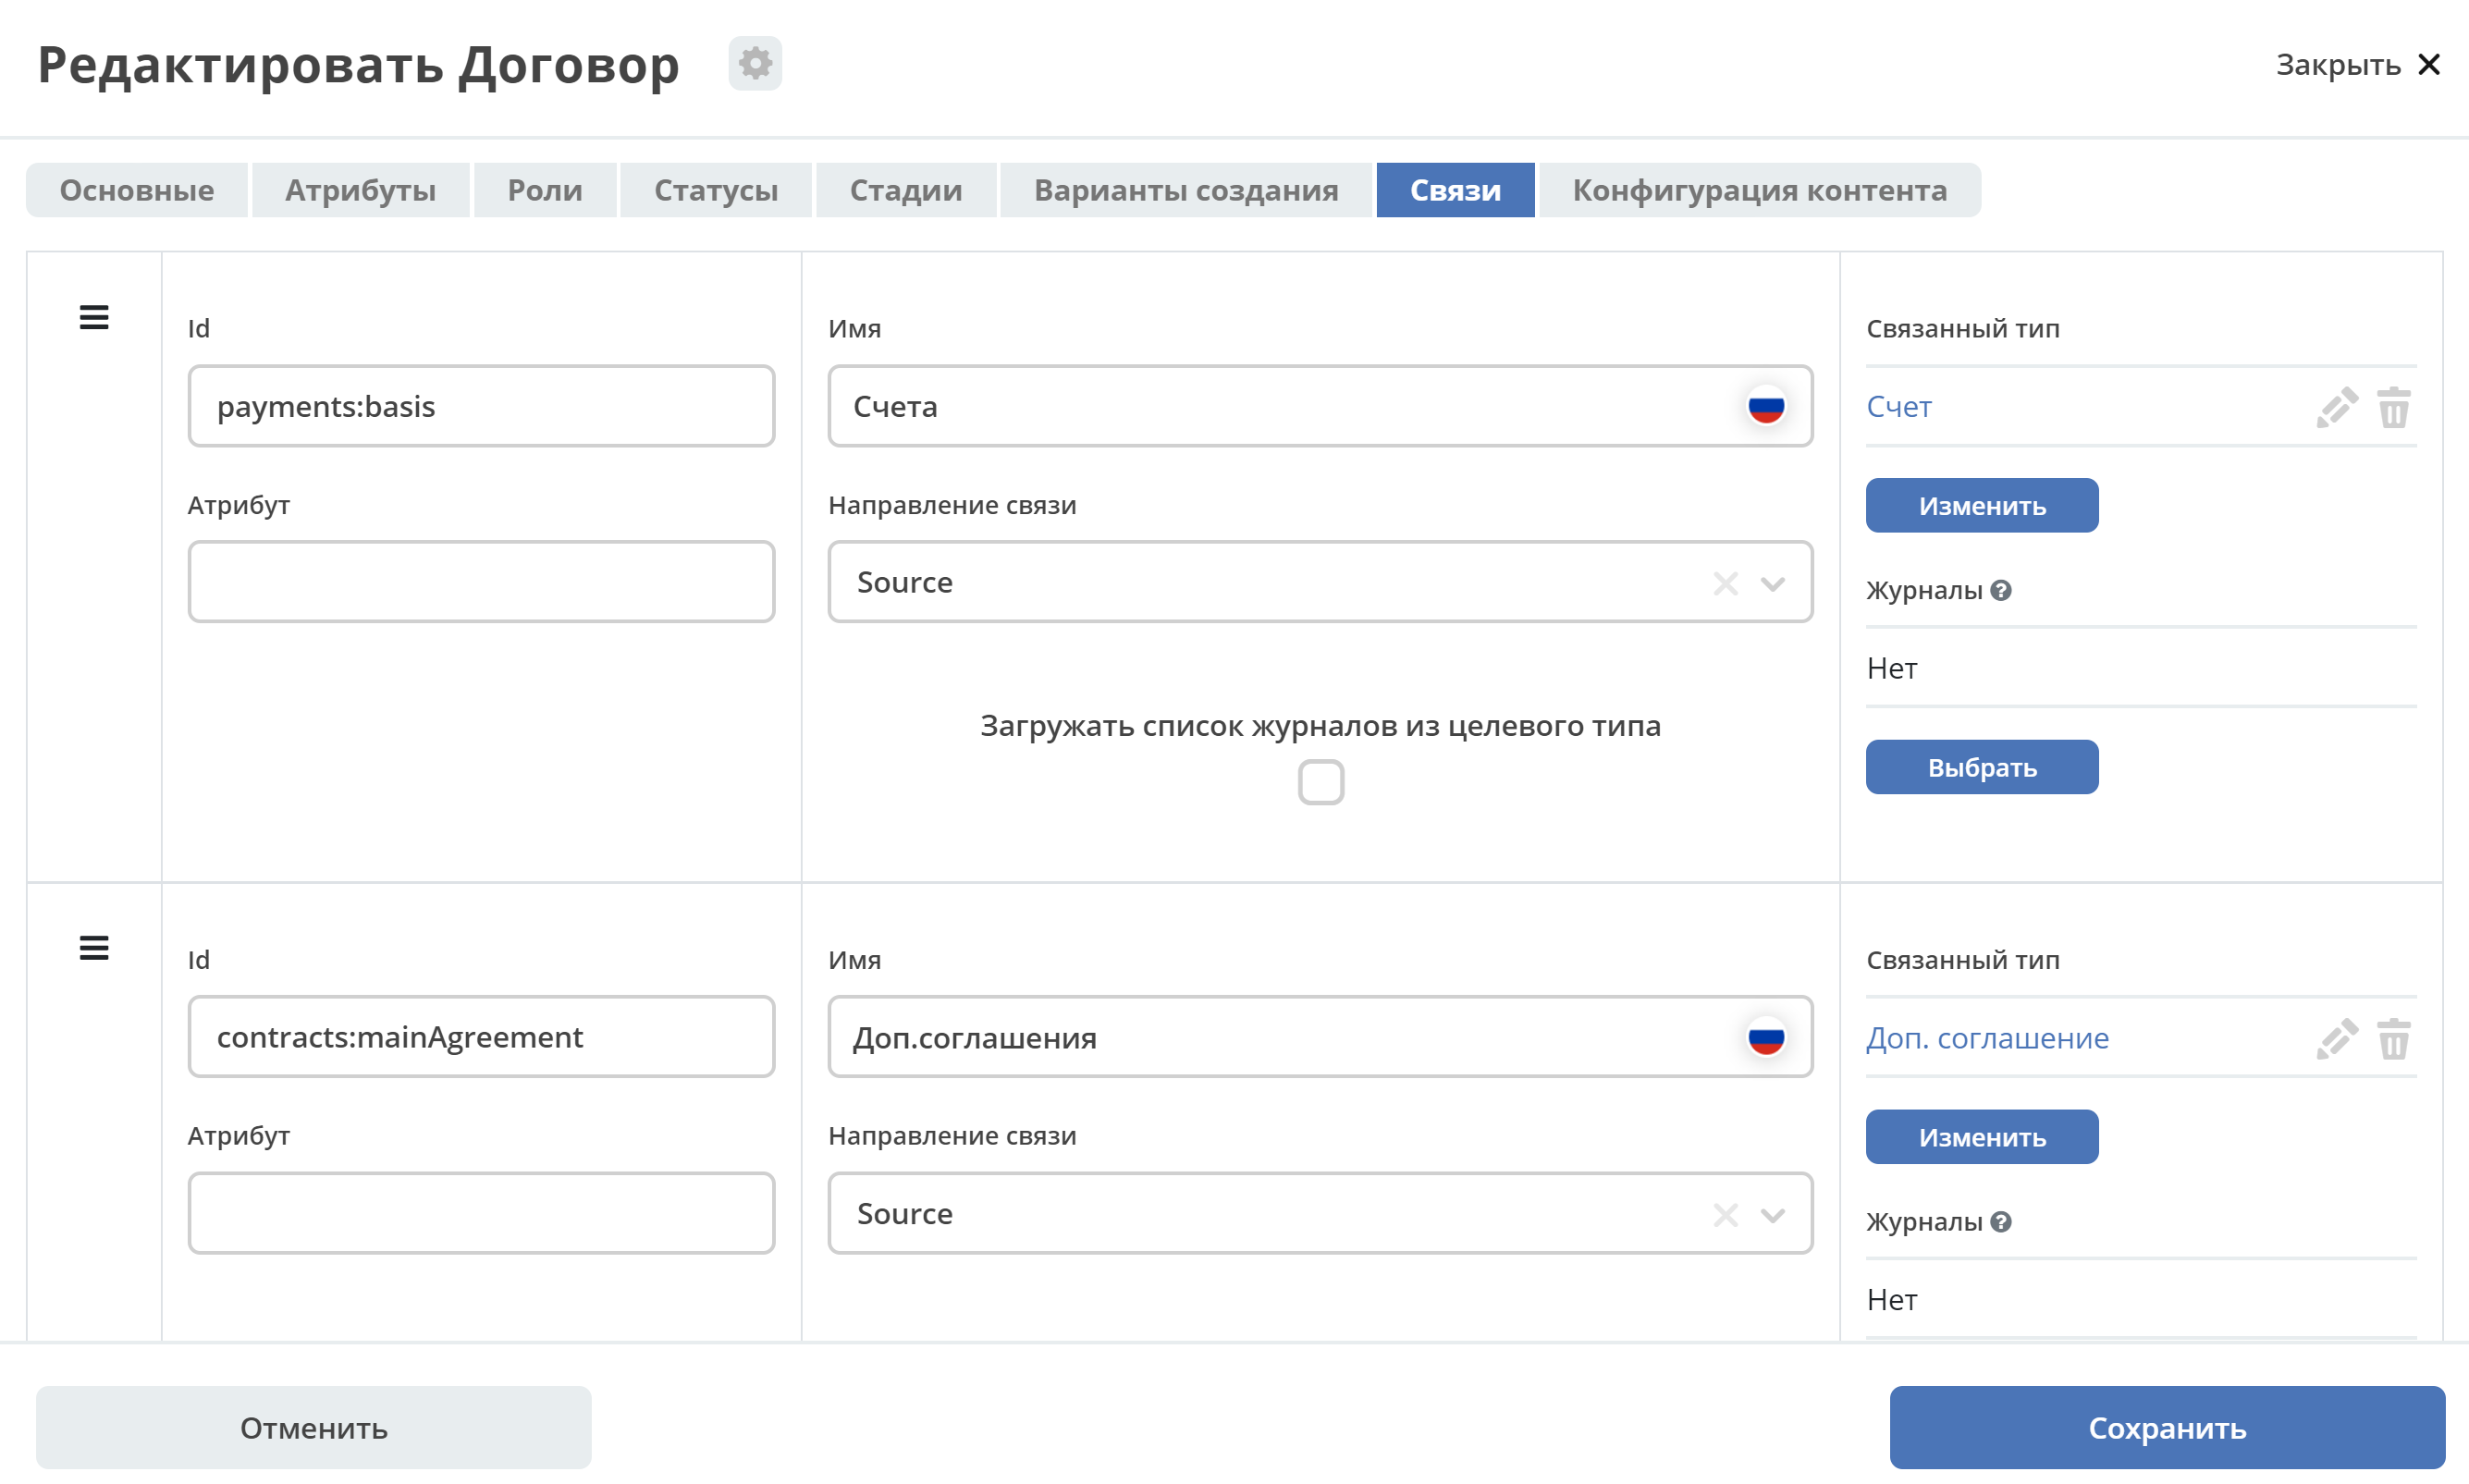 Редактировать Договор
Закрыть
Основные
Атрибуты
Роли
Статусы
Стадии
Варианты создания
Связи
Конфигурация контента
Id
payments:basis
Атрибут
Имя
Счета
Направление связи
Source
Загружать список журналов из целевого типа
Связанный тип
Счет
Изменить
Журналы
Нет
Выбрать
Id
contracts:mainAgreement
Атрибут
Имя
Доп.соглашения
Направление связи
Source
Связанный тип
Доп. соглашение
Изменить
Журналы
Нет
Отменить
Сохранить